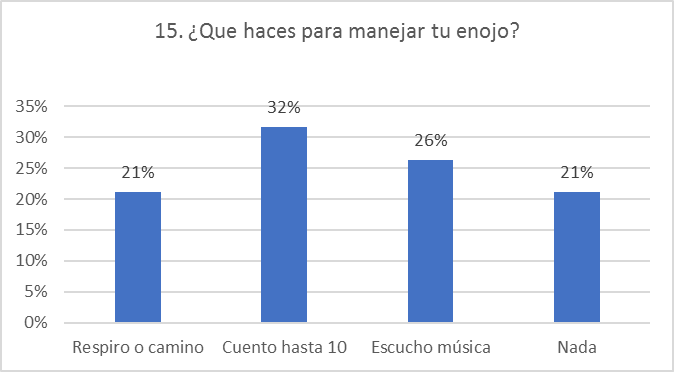 15. ¿Que haces para manejar tu enojo?
35%
30%
25%
20%
15%
10%
5%
0%
21%
32%
26%
21%
Respiro o camino
Cuento hasta 10
Escucho música
Nada